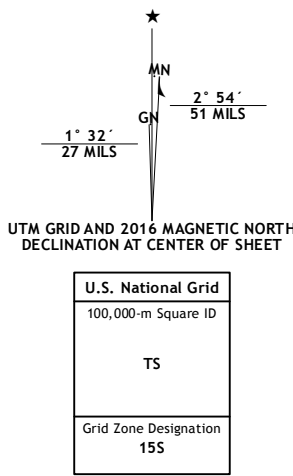 ★
MN
GN
2° 54´
51 MILS
1° 32´
27 MILS
UTM GRID AND 2016 MAGNETIC NORTH
DECLINATION AT CENTER OF SHEET
U.S. National Grid
100,000-m Square ID
TS
Grid Zone Designation
15S